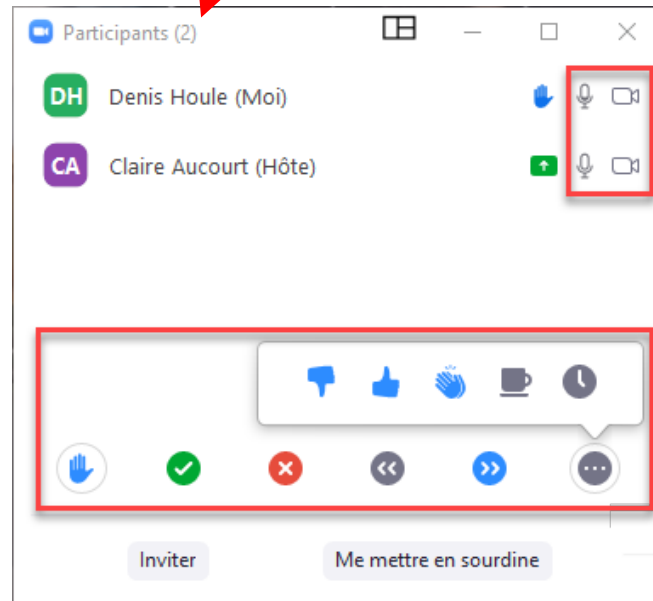 Participants (2)
DH Denis Houle (Moi)
CA Claire Aucourt (Hôte)
Inviter Me mettre en sourdine